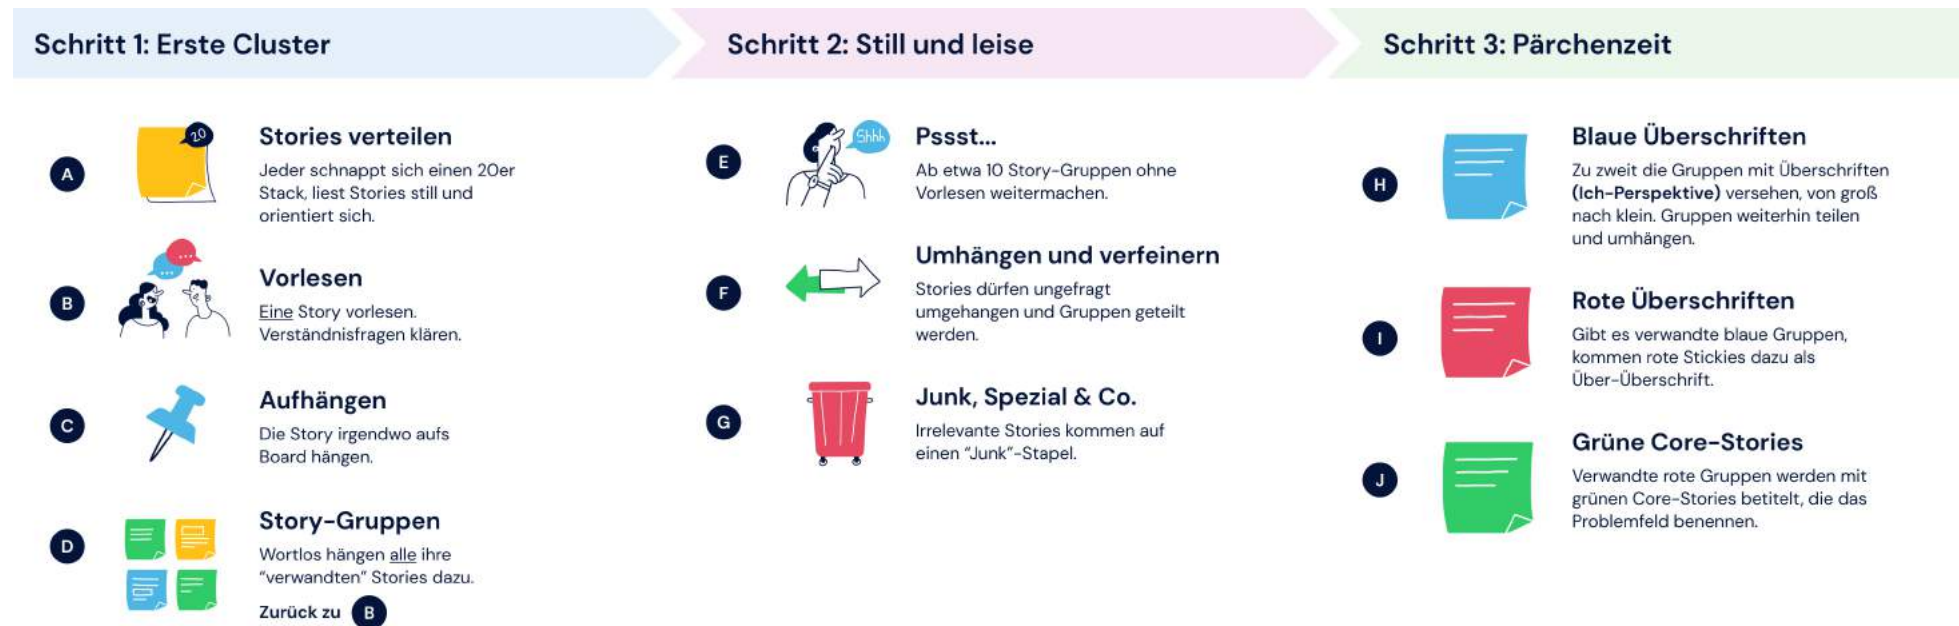 Schritt 1: Erste Cluster
A
20
Stories verteilen
Jeder schnappt sich einen 20er
Stack, liest Stories still und
orientiert sich.
B
Vorlesen
Eine Story vorlesen.
Verständnisfragen klären.
C
Aufhängen
Die Story irgendwo aufs
Board hängen.
D
Story-Gruppen
Wortlos hängen alle ihre
“verwandten” Stories dazu.
Zurück zu B
Schritt 2: Still und leise
E
Shhh
Psssst...
Ab etwa 10 Story-Gruppen ohne
Vorlesen weitermachen.
F
Umhängen und verfeinern
Stories dürfen ungefragt
umgehangen und Gruppen geteilt
werden.
G
Junk, Spezial & Co.
Irrelevante Stories kommen auf
einen “Junk”-Stapel.
Schritt 3: Pärchenzeit
H
Blaue Überschriften
Zu zweit die Gruppen mit Überschriften
(Ich-Perspektive) versehen, von groß
nach klein. Gruppen weiterhin teilen
und umhängen.
I
Rote Überschriften
Gibt es verwandte blaue Gruppen,
kommen rote Stickies dazu als
Über-Überschrift.
J
Grüne Core-Stories
Verwandte rote Gruppen werden mit
grünen Core-Stories betitelt, die das
Problemfeld benennen.